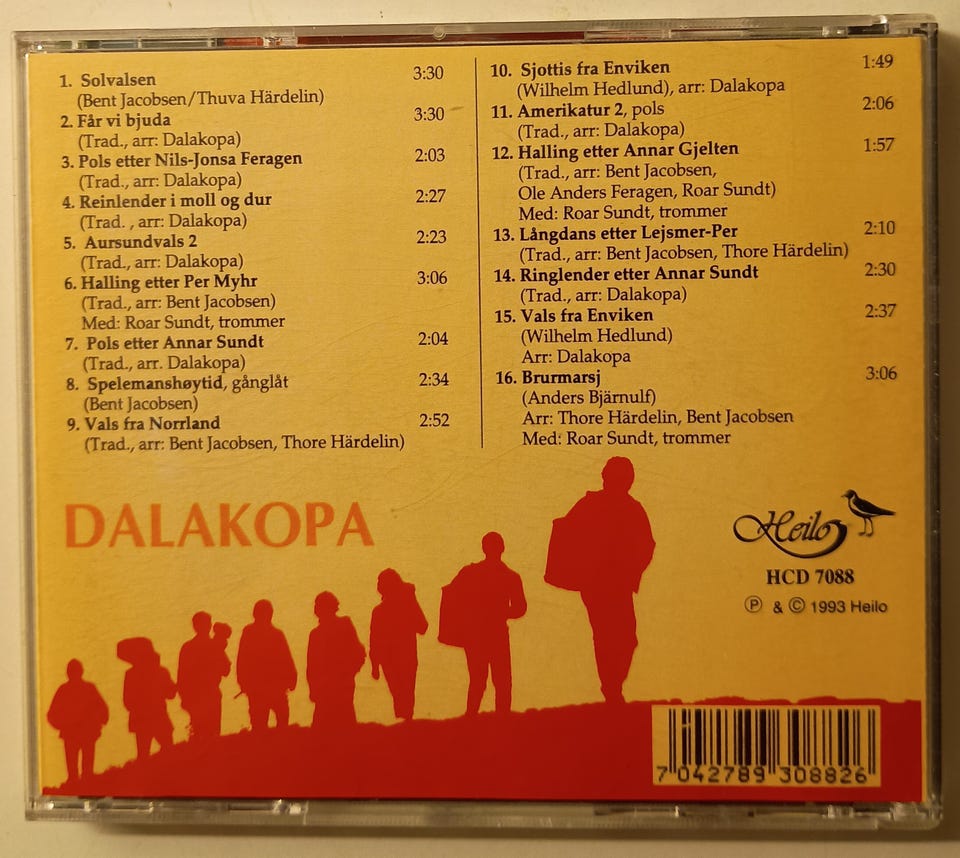 1. Solvalsen 3:30
(Bent Jacobsen/Thuva Härdelin)
2. Får vi bjuda 3:30
(Trad., arr: Dalakopa)
3. Pols etter Nils-Jonsa Feragen 2:03
(Trad., arr: Dalakopa)
4. Reinlender i moll og dur 2:27
(Trad. , arr: Dalakopa)
5. Aursundvals 2 2:23
(Trad., arr: Dalakopa)
6. Halling etter Per Myhr 3:06
(Trad., arr: Bent Jacobsen)
Med: Roar Sundt, trommer
7. Pols etter Annar Sundt 2:04
(Trad., arr. Dalakopa)
8. Spelemanshøytid, gånglåt 2:34
(Bent Jacobsen)
9. Vals fra Norrland 2:52
(Trad., arr: Bent Jacobsen, Thore Härdelin)
10. Sjottis fra Enviken 1:49
(Wilhelm Hedlund), arr: Dalakopa
11. Amerikatur 2, pols 2:06
(Trad., arr: Dalakopa)
12. Halling etter Annar Gjelten 1:57
(Trad., arr: Bent Jacobsen,
Ole Anders Feragen, Roar Sundt)
Med: Roar Sundt, trommer
13. Långdans etter Lejsmer-Per 2:10
(Trad., arr: Bent Jacobsen, Thore Härdelin)
14. Ringlender etter Annar Sundt 2:30
(Trad., arr: Dalakopa)
15. Vals fra Enviken 2:37
(Wilhelm Hedlund)
Arr: Dalakopa
16. Brurmarsj 3:06
(Anders Bjärnulf)
Arr: Thore Härdelin, Bent Jacobsen
Med: Roar Sundt, trommer
DALAKOPA
Heilo
HCD 7088
℗ & © 1993 Heilo
7 042789 308826